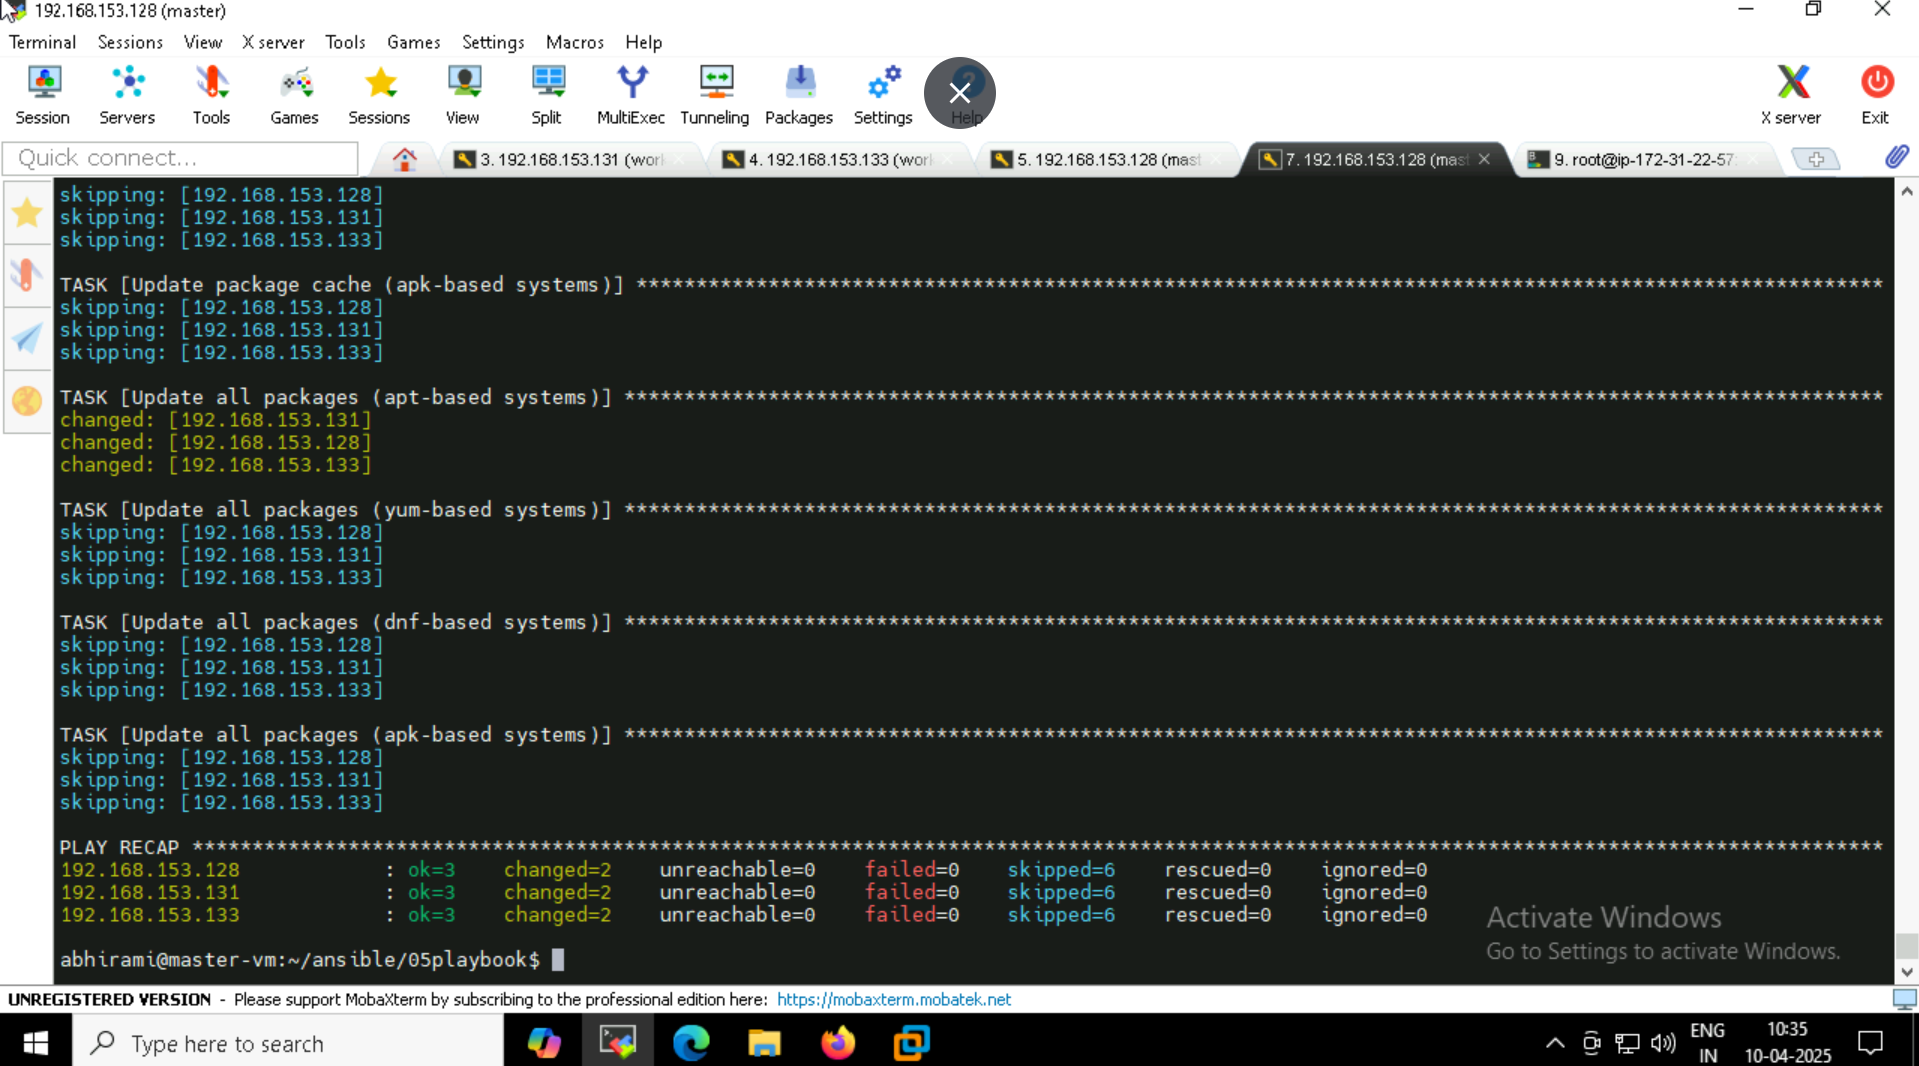 192.168.153.128 (master)
Terminal Sessions View X server Tools Games Settings Macros Help
Session Servers Tools Games Sessions View Split MultiExec Tunneling Packages Settings Help X server Exit
Quick connect... 3. 192.168.153.131 (work 4. 192.168.153.133 (work 5. 192.168.153.128 (mast 7. 192.168.153.128 (mast 9. root@ip-172-31-22-57:
skipping: [192.168.153.128]
skipping: [192.168.153.131]
skipping: [192.168.153.133]
TASK [Update package cache (apk-based systems)] ********************************************************************************************************
skipping: [192.168.153.128]
skipping: [192.168.153.131]
skipping: [192.168.153.133]
TASK [Update all packages (apt-based systems)] *********************************************************************************************************
changed: [192.168.153.131]
changed: [192.168.153.128]
changed: [192.168.153.133]
TASK [Update all packages (yum-based systems)] *********************************************************************************************************
skipping: [192.168.153.128]
skipping: [192.168.153.131]
skipping: [192.168.153.133]
TASK [Update all packages (dnf-based systems)] *********************************************************************************************************
skipping: [192.168.153.128]
skipping: [192.168.153.131]
skipping: [192.168.153.133]
TASK [Update all packages (apk-based systems)] *********************************************************************************************************
skipping: [192.168.153.128]
skipping: [192.168.153.131]
skipping: [192.168.153.133]
PLAY RECAP *********************************************************************************************************************************************
192.168.153.128 : ok=3 changed=2 unreachable=0 failed=0 skipped=6 rescued=0 ignored=0
192.168.153.131 : ok=3 changed=2 unreachable=0 failed=0 skipped=6 rescued=0 ignored=0
192.168.153.133 : ok=3 changed=2 unreachable=0 failed=0 skipped=6 rescued=0 ignored=0
Activate Windows
Go to Settings to activate Windows.
abhirami@master-vm:~/ansible/05playbook$
UNREGISTERED VERSION - Please support MobaXterm by subscribing to the professional edition here: https://mobaxterm.mobatek.net
Type here to search
ENG
IN
10:35
10-04-2025